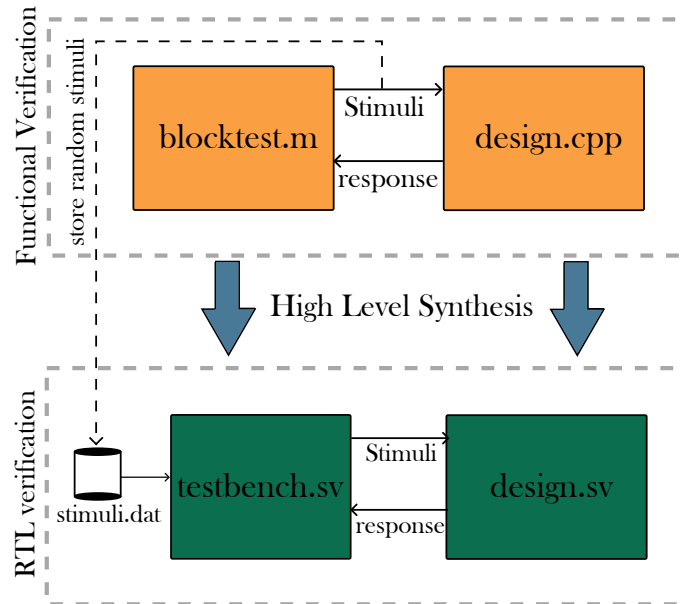 Functional Verification
store random stimuli
blocktest.m
Stimuli
response
design.cpp
High Level Synthesis
RTL verification
stimuli.dat
testbench.sv
Stimuli
response
design.sv